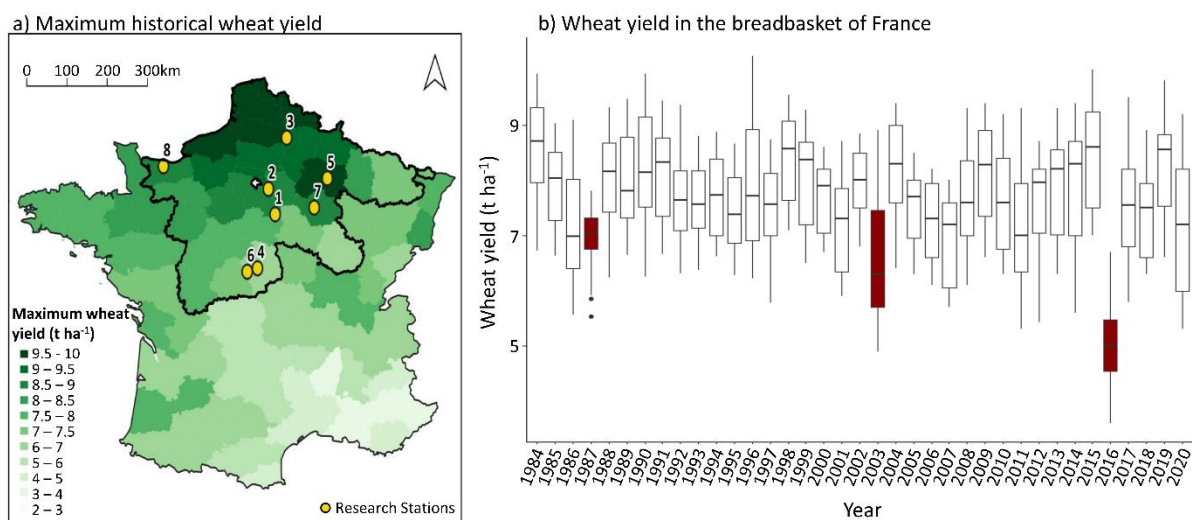 a) Maximum historical wheat yield
0 100 200 300km
8
3
5
2
7
1
6 4
Maximum wheat
yield (t ha⁻¹)
9.5 - 10
9 – 9.5
8.5 – 9
8 – 8.5
7.5 – 8
7 – 7.5
6 – 7
5 – 6
4 – 5
3 – 4
2 – 3
Research Stations
b) Wheat yield in the breadbasket of France
Wheat yield (t ha⁻¹)
9
7
5
1984 1985 1986 1987 1988 1989 1990 1991 1992 1993 1994 1995 1996 1997 1998 1999 2000 2001 2002 2003 2004 2005 2006 2007 2008 2009 2010 2011 2012 2013 2014 2015 2016 2017 2018 2019 2020
Year